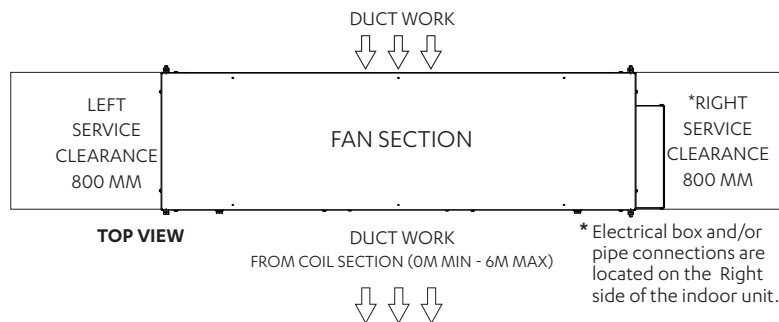 DUCT WORK
LEFT
SERVICE
CLEARANCE
800 MM
FAN SECTION
*RIGHT
SERVICE
CLEARANCE
800 MM
TOP VIEW
DUCT WORK
FROM COIL SECTION (0M MIN - 6M MAX)
* Electrical box and/or
pipe connections are
located on the Right
side of the indoor unit.